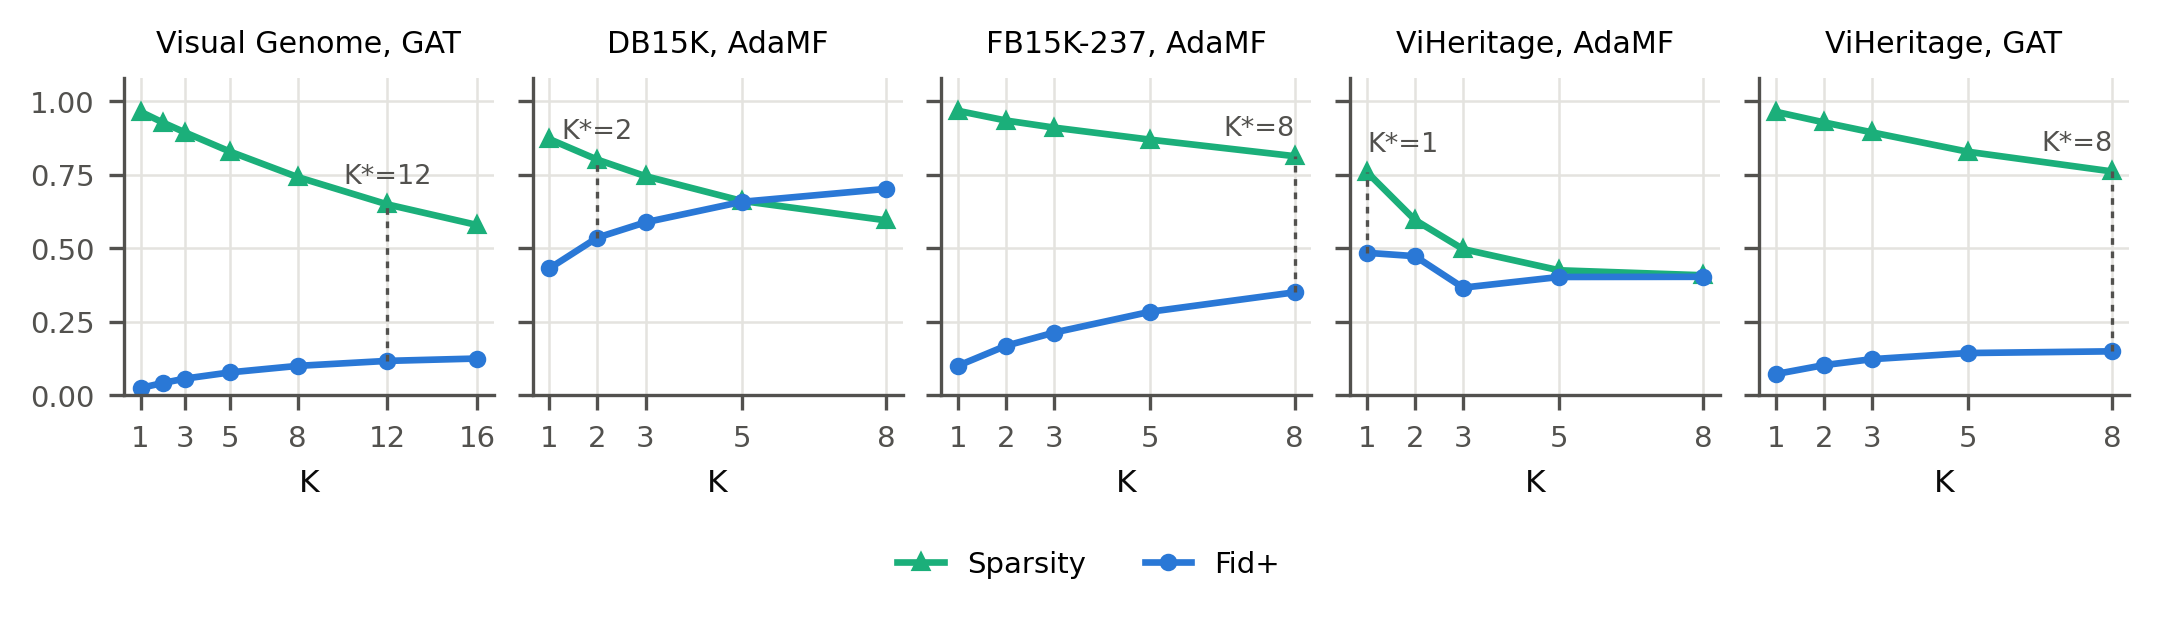 Visual Genome, GAT
DB15K, AdaMF
FB15K-237, AdaMF
ViHeritage, AdaMF
ViHeritage, GAT
1.00
0.75
0.50
0.25
0.00
K*=12
K*=2
K*=8
K*=1
K*=8
1 3 5 8 12 16
1 2 3 5 8
1 2 3 5 8
1 2 3 5 8
1 2 3 5 8
K
K
K
K
K
Sparsity
Fid+